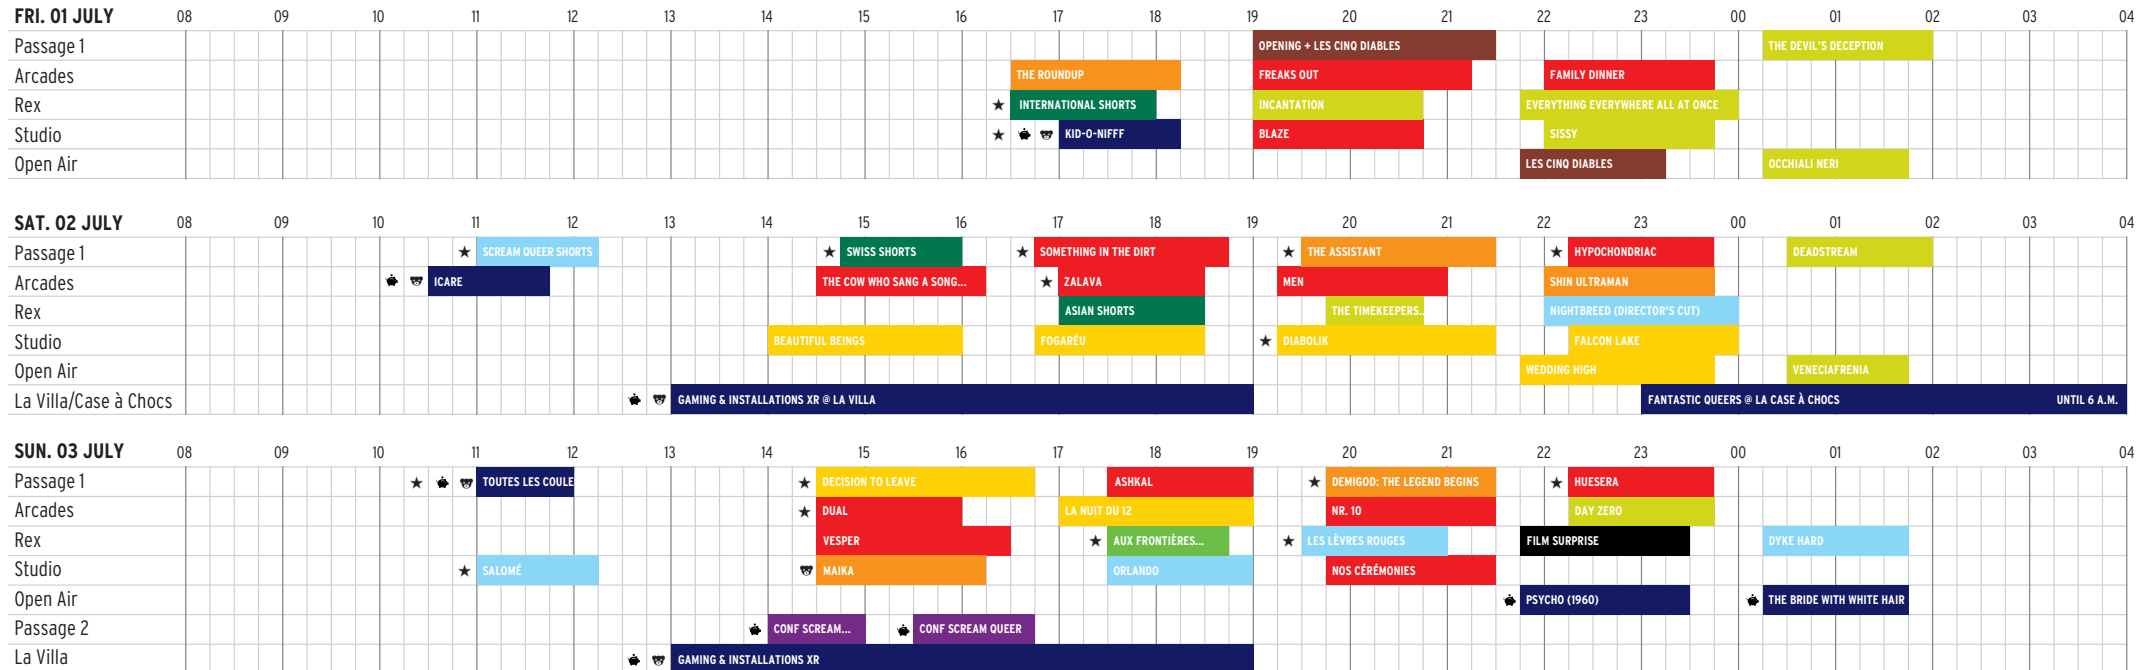 FRI. 01 JULY 08 09 10 11 12 13 14 15 16 17 18 19 20 21 22 23 00 01 02 03 04
Passage 1 OPENING + LES CINQ DIABLES THE DEVIL'S DECEPTION
Arcades THE ROUNDUP FREAKS OUT FAMILY DINNER
Rex ★ INTERNATIONAL SHORTS INCANTATION EVERYTHING EVERYWHERE ALL AT ONCE
Studio ★ KID-O-NIFFF BLAZE SISSY
Open Air LES CINQ DIABLES OCCHIALI NERI
SAT. 02 JULY 08 09 10 11 12 13 14 15 16 17 18 19 20 21 22 23 00 01 02 03 04
Passage 1 ★ SCREAM QUEER SHORTS ★ SWISS SHORTS ★ SOMETHING IN THE DIRT ★ THE ASSISTANT ★ HYPOCHONDRIAC DEADSTREAM
Arcades ICARE THE COW WHO SANG A SONG... ★ ZALAVA MEN SHIN ULTRAMAN
Rex ASIAN SHORTS THE TIMEKEEPERS.. NIGHTBREED (DIRECTOR'S CUT)
Studio BEAUTIFUL BEINGS FOGARÉU ★ DIABOLIK FALCON LAKE
Open Air WEDDING HIGH VENECIAFRENIA
La Villa/Case à Chocs GAMING & INSTALLATIONS XR @ LA VILLA FANTASTIC QUEERS @ LA CASE À CHOCS UNTIL 6 A.M.
SUN. 03 JULY 08 09 10 11 12 13 14 15 16 17 18 19 20 21 22 23 00 01 02 03 04
Passage 1 ★ TOUTES LES COULE ★ DECISION TO LEAVE ASHKAL ★ DEMIGOD: THE LEGEND BEGINS ★ HUESERA
Arcades ★ DUAL LA NUIT DU 12 NR. 10 DAY ZERO
Rex VESPER ★ AUX FRONTIÈRES... ★ LES LÈVRES ROUGES FILM SURPRISE DYKE HARD
Studio ★ SALOMÉ MAIKA ORLANDO NOS CÉRÉMONIES
Open Air PSYCHO (1960) THE BRIDE WITH WHITE HAIR
Passage 2 CONF SCREAM... CONF SCREAM QUEER
La Villa GAMING & INSTALLATIONS XR